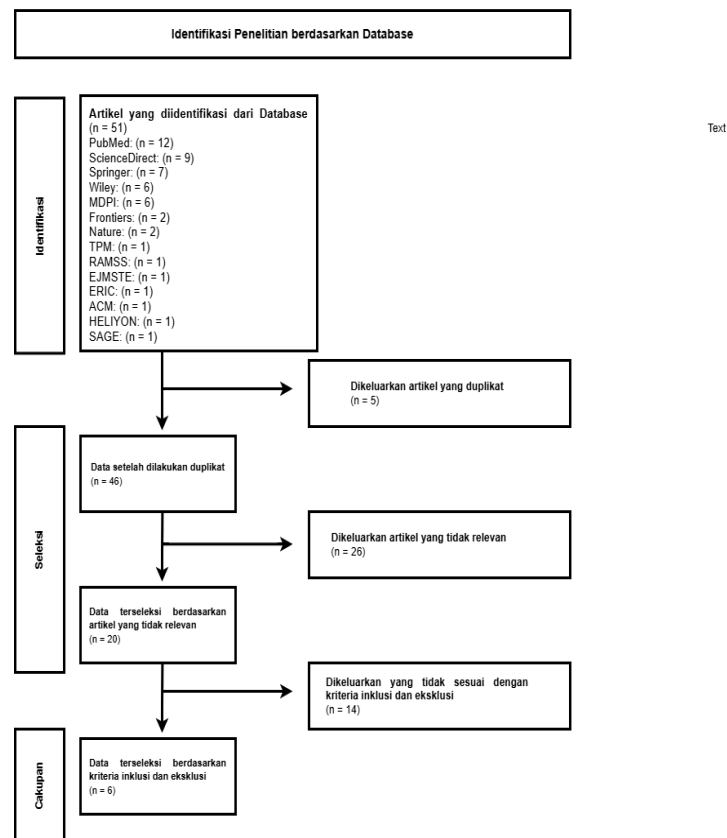 Identifikasi Penelitian berdasarkan Database
Identifikasi
Artikel yang diidentifikasi dari Database
(n = 51)
PubMed: (n = 12)
ScienceDirect: (n = 9)
Springer: (n = 7)
Wiley: (n = 6)
MDPI: (n = 6)
Frontiers: (n = 2)
Nature: (n = 2)
TPM: (n = 1)
RAMSS: (n = 1)
EJMSTE: (n = 1)
ERIC: (n = 1)
ACM: (n = 1)
HELIYON: (n = 1)
SAGE: (n = 1)
Text
Dikeluarkan artikel yang duplikat
(n = 5)
Seleksi
Data setelah dilakukan duplikat
(n = 46)
Dikeluarkan artikel yang tidak relevan
(n = 26)
Data terseleksi berdasarkan
artikel yang tidak relevan
(n = 20)
Dikeluarkan yang tidak sesuai dengan
kriteria inklusi dan eksklusi
(n = 14)
Cakupan
Data terseleksi berdasarkan
kriteria inklusi dan eksklusi
(n = 6)